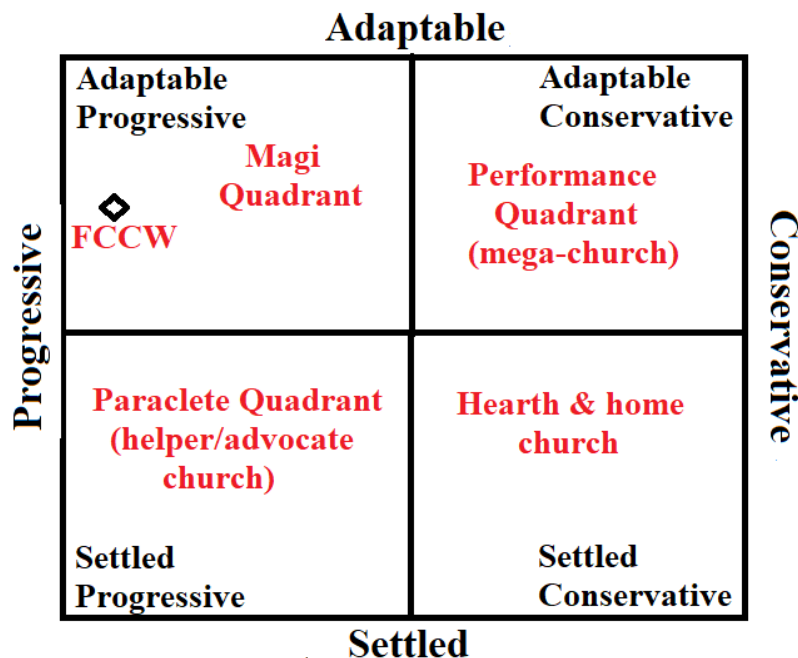 Adaptable
Adaptable
Progressive
Magi
Quadrant
FCCW
Adaptable
Conservative
Performance
Quadrant
(mega-church)
Progressive
Conservative
Paraclete Quadrant
(helper/advocate
church)
Settled
Progressive
Hearth & home
church
Settled
Conservative
Settled